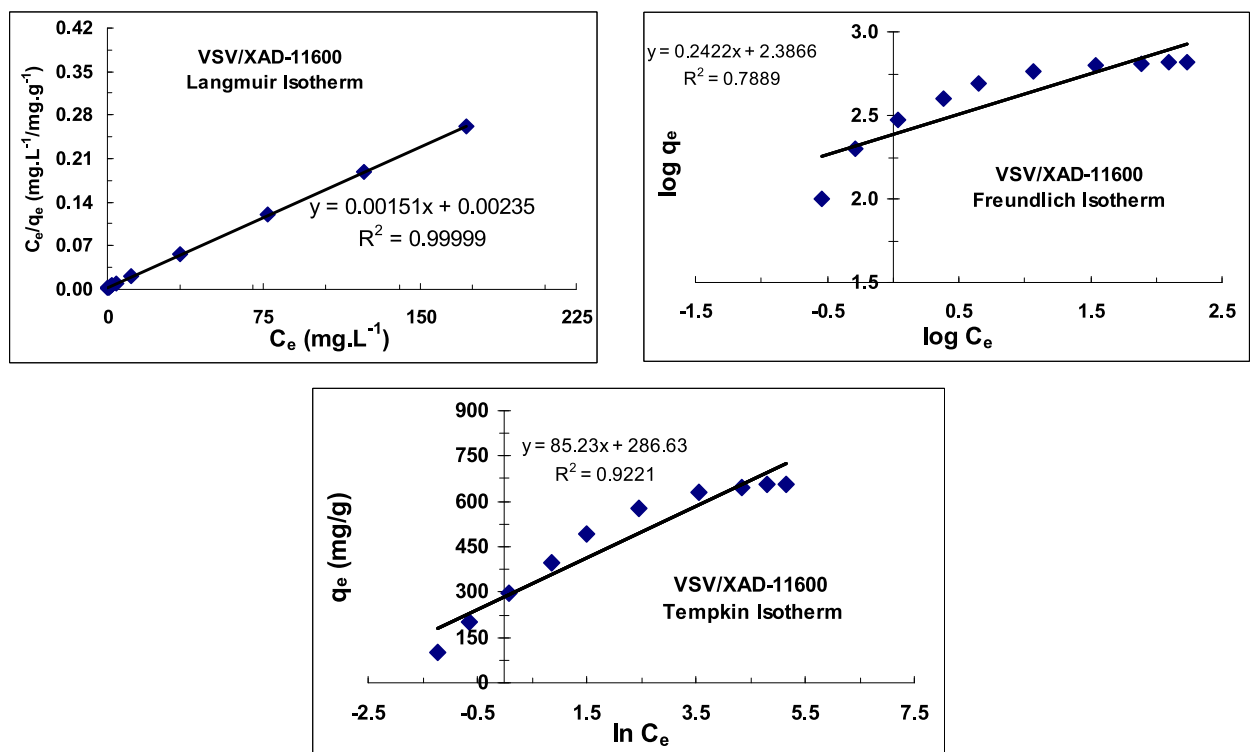 0.42
0.35
0.28
0.21
0.14
0.07
0.00
Cₑ/qₑ (mg.L⁻¹/mg.g⁻¹)
VSV/XAD-11600
Langmuir Isotherm
y = 0.00151x + 0.00235
R² = 0.99999
0 75 150 225
Cₑ (mg.L⁻¹)
3.0
2.5
2.0
1.5
log qₑ
y = 0.2422x + 2.3866
R² = 0.7889
VSV/XAD-11600
Freundlich Isotherm
-1.5 -0.5 0.5 1.5 2.5
log Cₑ
900
750
600
450
300
150
0
qₑ (mg/g)
y = 85.23x + 286.63
R² = 0.9221
VSV/XAD-11600
Tempkin Isotherm
-2.5 -0.5 1.5 3.5 5.5 7.5
ln Cₑ